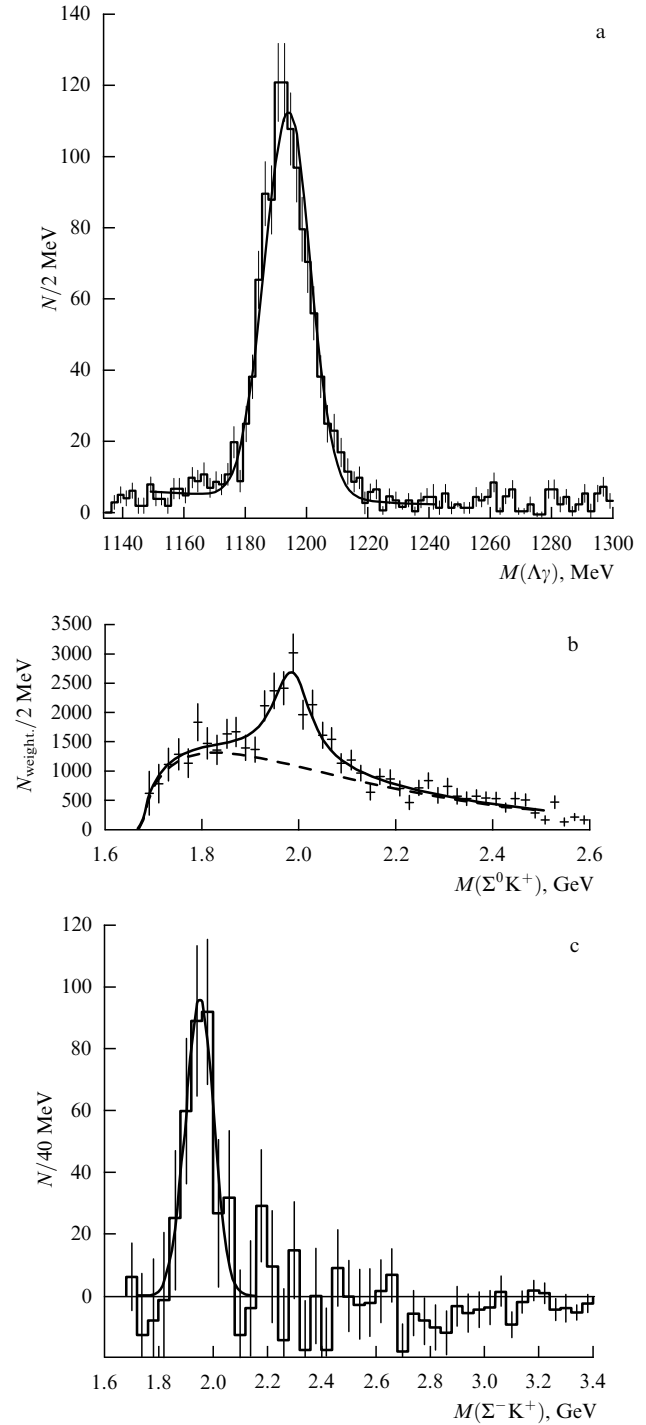 a
140
120
100
80
60
40
20
0
N/2 MeV
1140 1160 1180 1200 1220 1240 1260 1280 1300
M(Λγ), MeV
b
3500
3000
2500
2000
1500
1000
500
0
N_weight./2 MeV
1.6 1.8 2.0 2.2 2.4 2.6
M(Σ⁰K⁺), GeV
c
120
100
80
60
40
20
0
N/40 MeV
1.6 1.8 2.0 2.2 2.4 2.6 2.8 3.0 3.2 3.4
M(Σ⁻K⁺), GeV